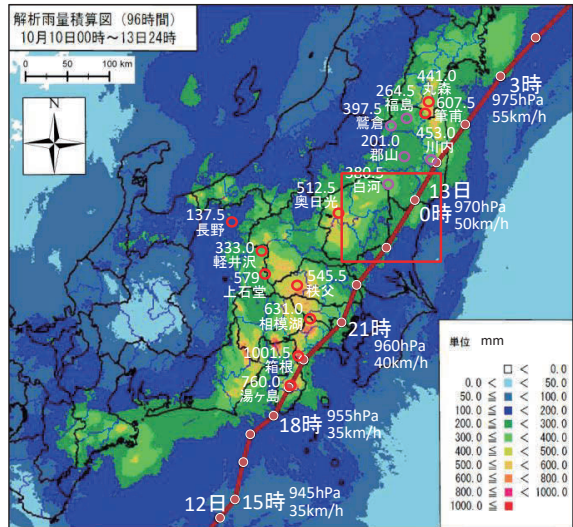 解析雨量積算図（96時間）
10月10日00時～13日24時
0 50 100 km
N
3時
975hPa
55km/h
441.0
丸森
264.5
福島
607.5
筆甫
397.5
鷲倉
453.0
川内
201.0
郡山
380.5
白河
13日
0時
970hPa
50km/h
512.5
奥日光
137.5
長野
333.0
軽井沢
579
上石堂
545.5
秩父
631.0
相模湖
21時
960hPa
40km/h
1001.5
箱根
760.0
湯ヶ島
18時
955hPa
35km/h
12日
15時
945hPa
35km/h
単位 mm
＜ 0.0
0.0 ＜ ＜ 50.0
50.0 ≦ ＜ 100.0
100.0 ≦ ＜ 200.0
200.0 ≦ ＜ 300.0
300.0 ≦ ＜ 400.0
400.0 ≦ ＜ 500.0
500.0 ≦ ＜ 600.0
600.0 ≦ ＜ 800.0
800.0 ≦ ＜ 1000.0
1000.0 ≦